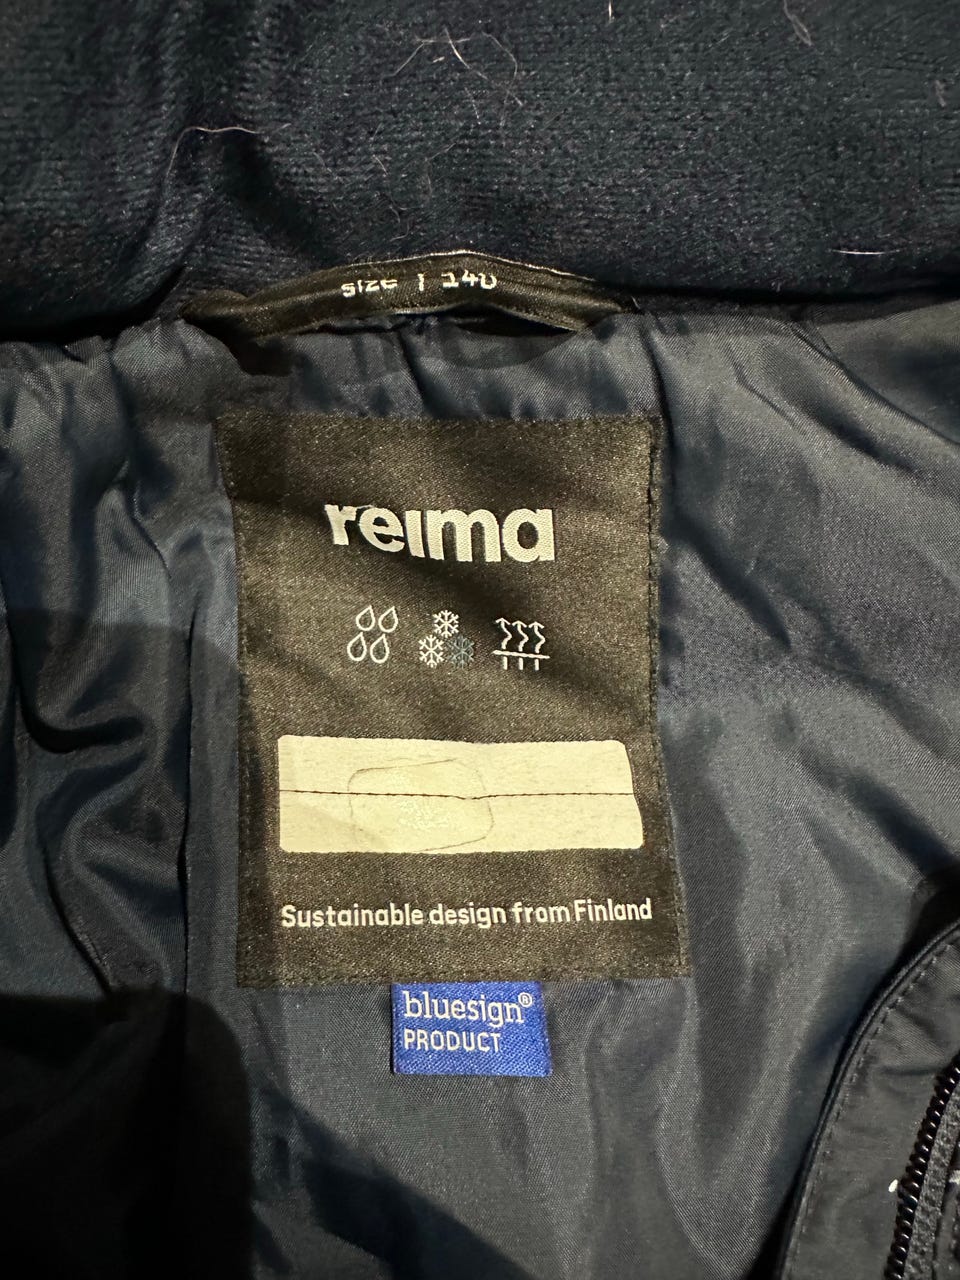 size | 140
reima
Sustainable design from Finland
bluesign®
PRODUCT